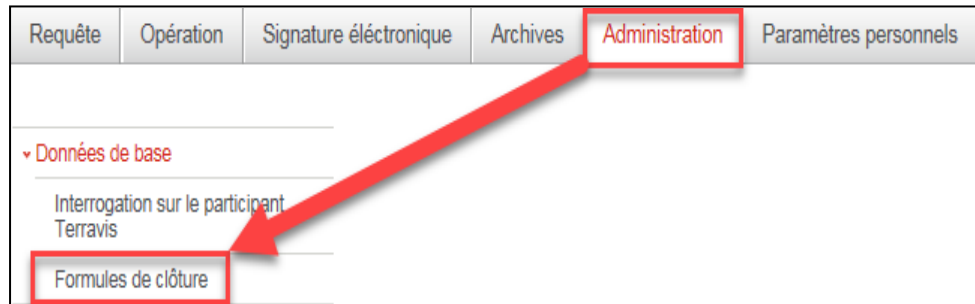 Requête Opération Signature éléctronique Archives Administration Paramètres personnels
Données de base
Interrogation sur le participant
Terravis
Formules de clôture